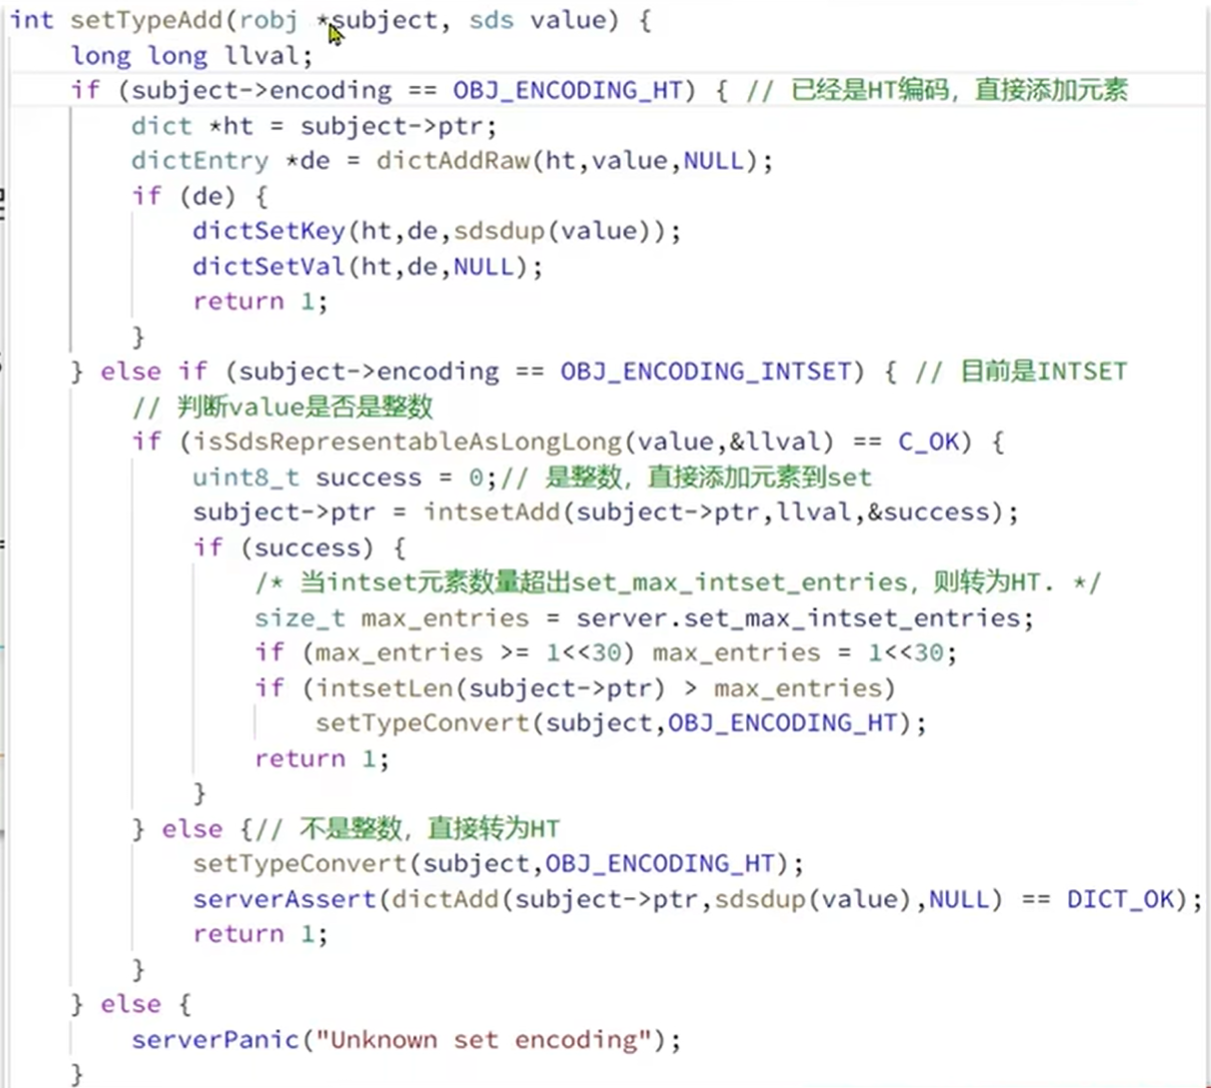 int setTypeAdd(robj *subject, sds value) {
    long long llval;
    if (subject->encoding == OBJ_ENCODING_HT) { // 已经是HT编码，直接添加元素
        dict *ht = subject->ptr;
        dictEntry *de = dictAddRaw(ht,value,NULL);
        if (de) {
            dictSetKey(ht,de,sdsdup(value));
            dictSetVal(ht,de,NULL);
            return 1;
        }
    } else if (subject->encoding == OBJ_ENCODING_INTSET) { // 目前是INTSET
        // 判断value是否是整数
        if (isSdsRepresentableAsLongLong(value,&llval) == C_OK) {
            uint8_t success = 0;// 是整数，直接添加元素到set
            subject->ptr = intsetAdd(subject->ptr,llval,&success);
            if (success) {
                /* 当intset元素数量超出set_max_intset_entries，则转为HT. */
                size_t max_entries = server.set_max_intset_entries;
                if (max_entries >= 1<<30) max_entries = 1<<30;
                if (intsetLen(subject->ptr) > max_entries)
                    setTypeConvert(subject,OBJ_ENCODING_HT);
                return 1;
            }
        } else {// 不是整数，直接转为HT
            setTypeConvert(subject,OBJ_ENCODING_HT);
            serverAssert(dictAdd(subject->ptr,sdsdup(value),NULL) == DICT_OK);
            return 1;
        }
    } else {
        serverPanic("Unknown set encoding");
    }